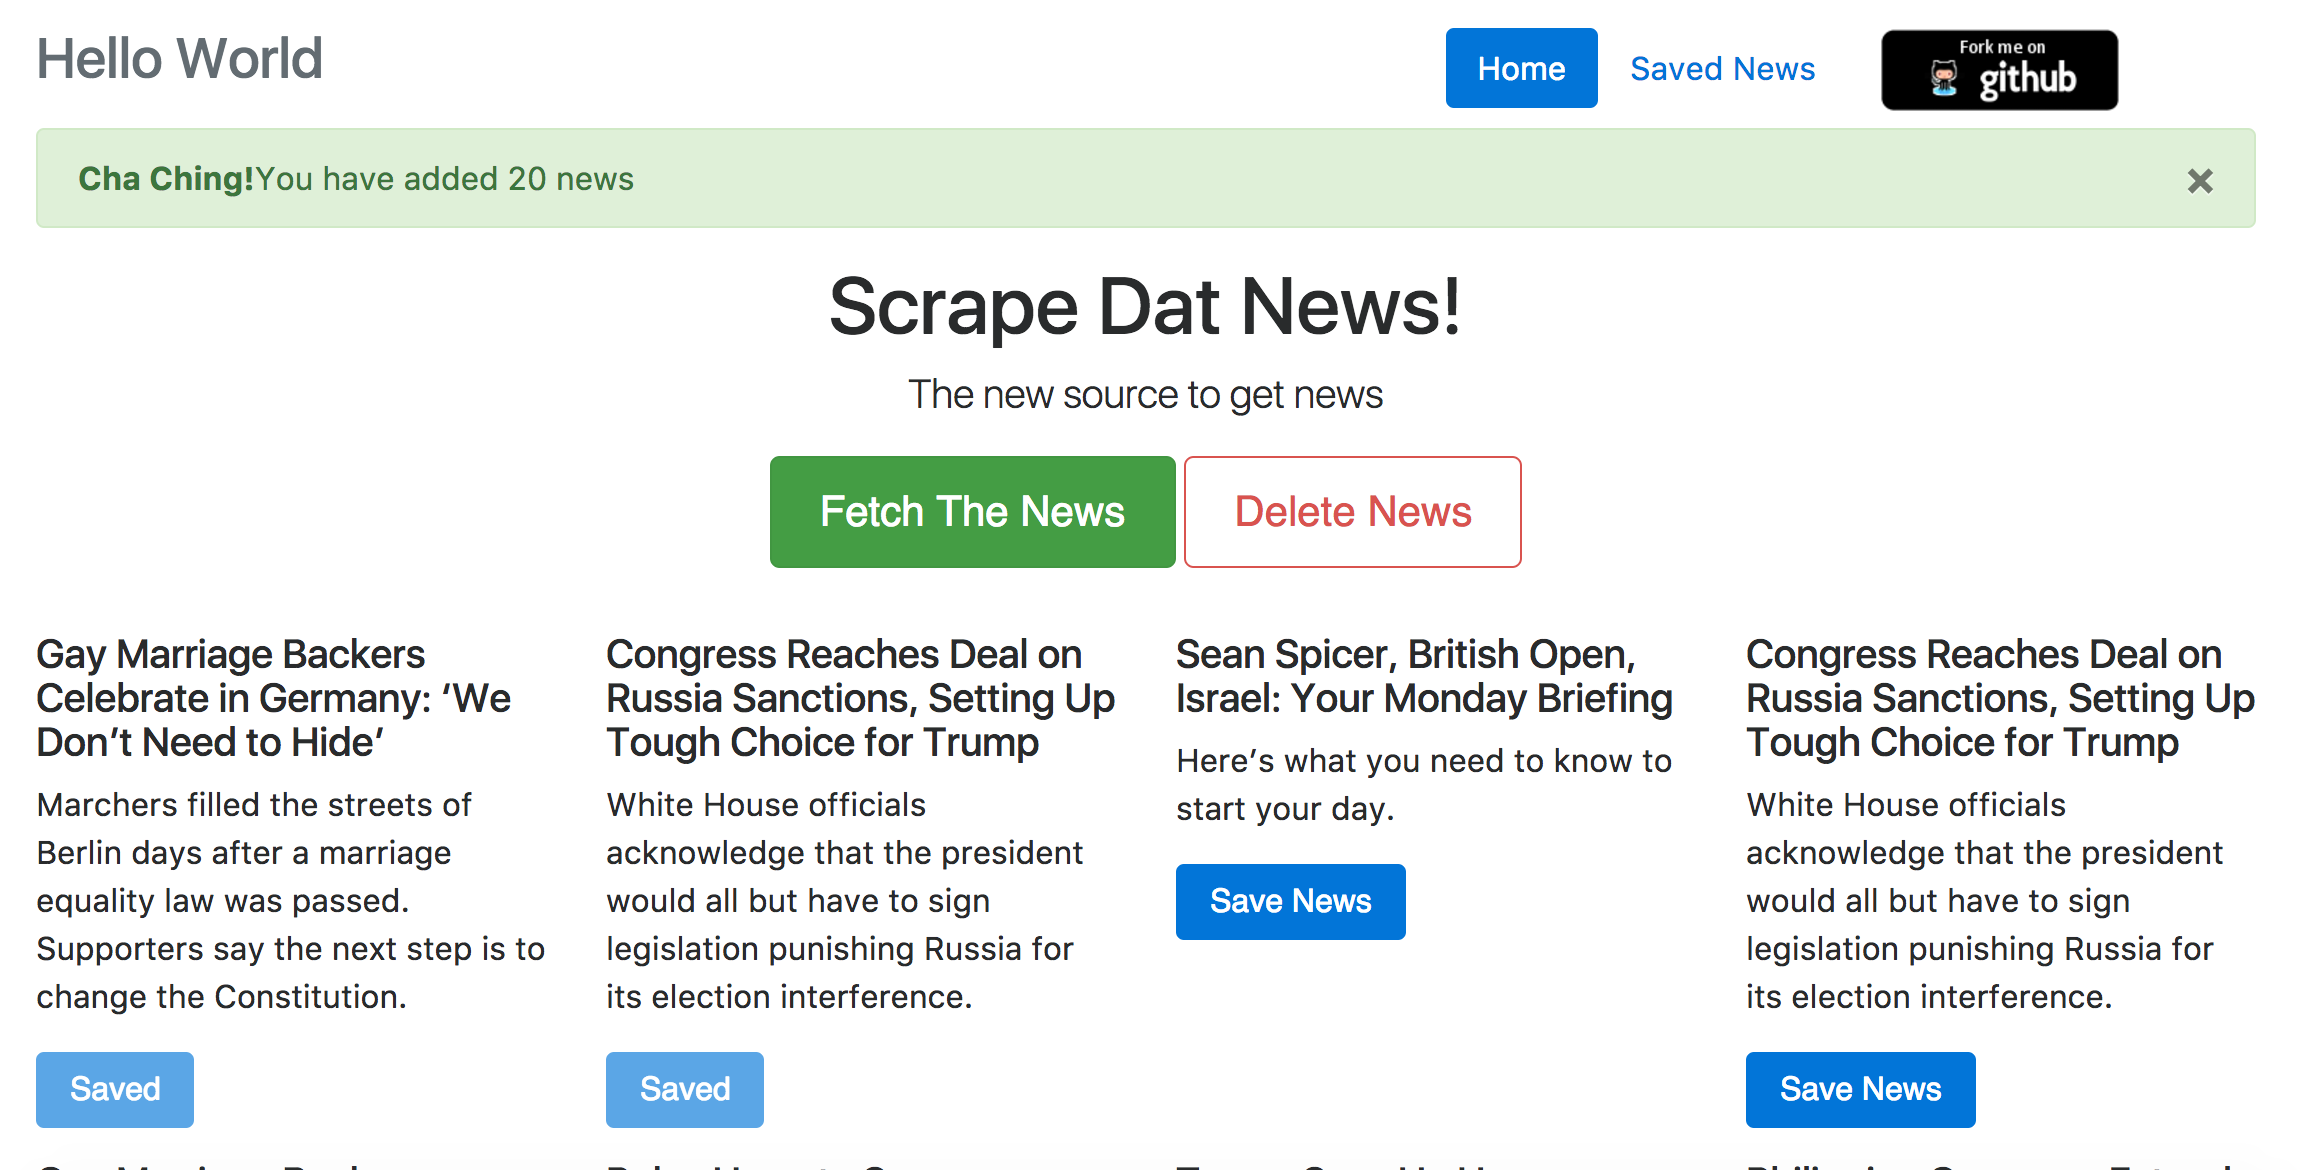 Hello World
Home
Saved News
Fork me on
github
Cha Ching!You have added 20 news
×
Scrape Dat News!
The new source to get news
Fetch The News
Delete News
Gay Marriage Backers
Celebrate in Germany: ‘We
Don’t Need to Hide’
Marchers filled the streets of
Berlin days after a marriage
equality law was passed.
Supporters say the next step is to
change the Constitution.
Saved
Congress Reaches Deal on
Russia Sanctions, Setting Up
Tough Choice for Trump
White House officials
acknowledge that the president
would all but have to sign
legislation punishing Russia for
its election interference.
Saved
Sean Spicer, British Open,
Israel: Your Monday Briefing
Here’s what you need to know to
start your day.
Save News
Congress Reaches Deal on
Russia Sanctions, Setting Up
Tough Choice for Trump
White House officials
acknowledge that the president
would all but have to sign
legislation punishing Russia for
its election interference.
Save News